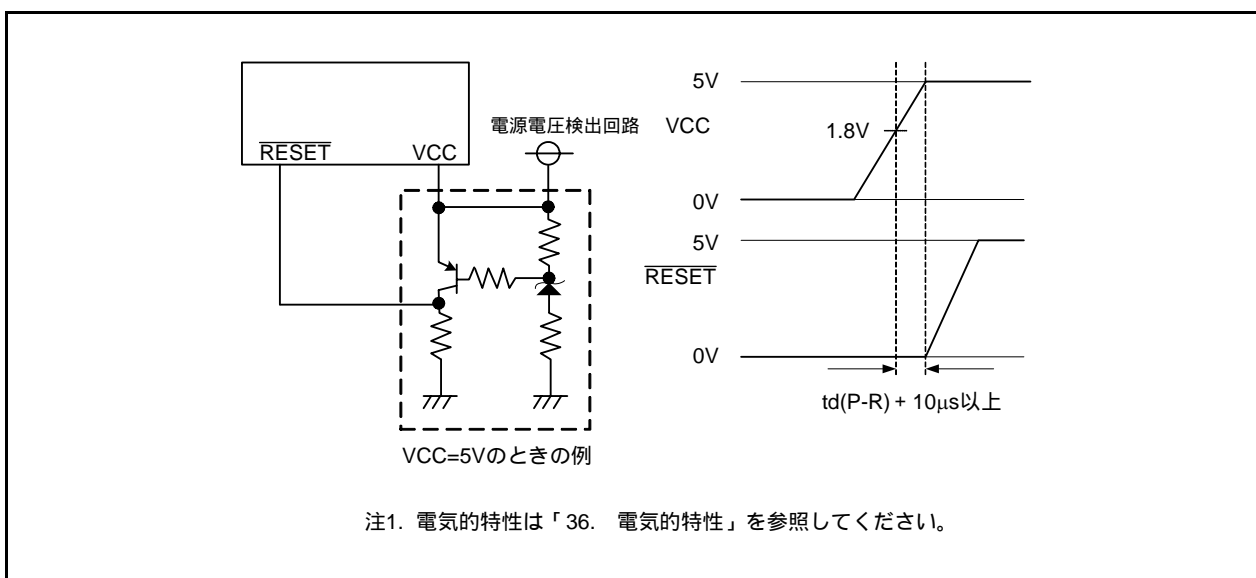 RESET VCC
電源電圧検出回路
VCC=5Vのときの例
5V
VCC
1.8V
0V
5V
RESET
0V
td(P-R) + 10μs以上
注1. 電気的特性は「36. 電気的特性」を参照してください。